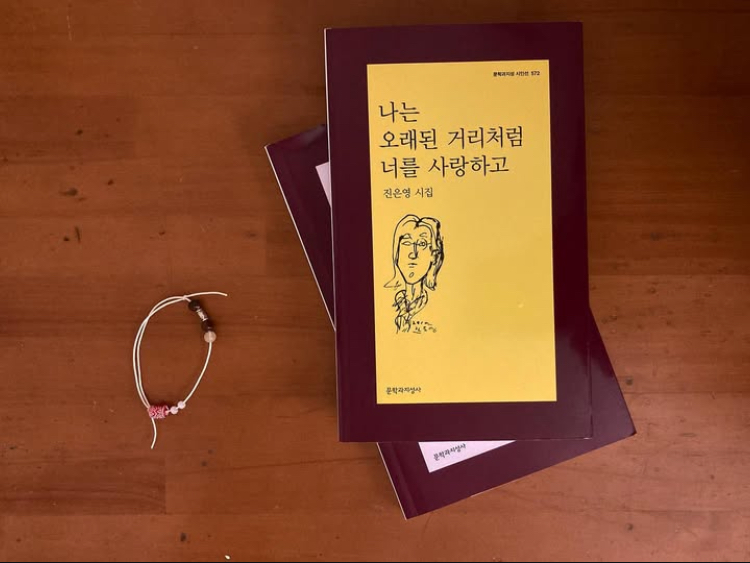 문학과지성 시인선 572
나는
오래된 거리처럼
너를 사랑하고
진은영 시집
문학과지성사
문학과지성사